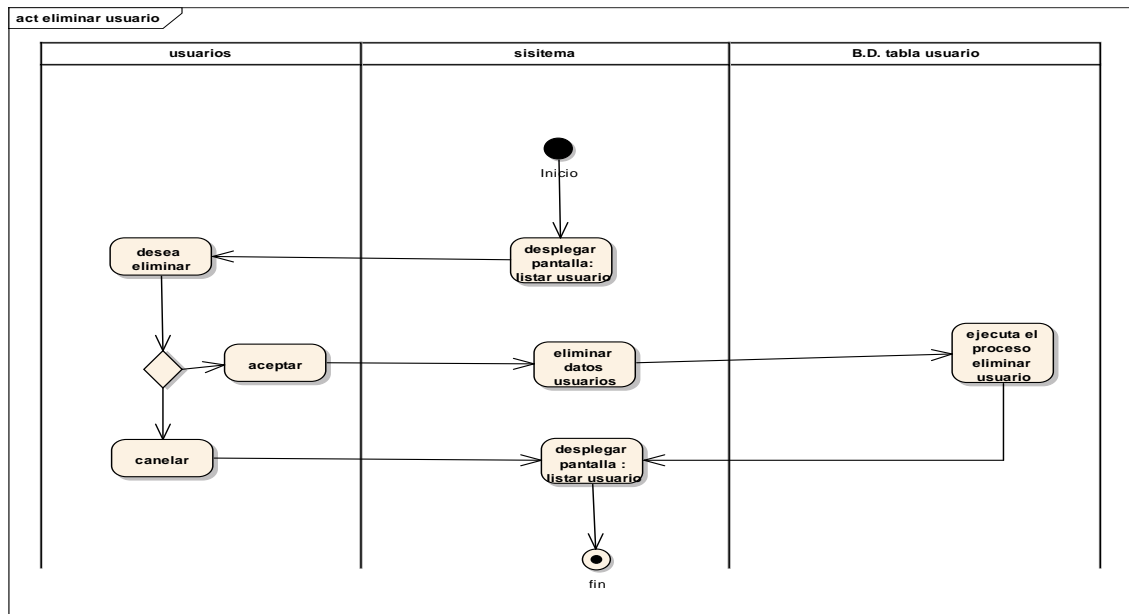 act eliminar usuario
usuarios
sisitema
B.D. tabla usuario
Inicio
desea
eliminar
desplegar
pantalla:
listar usuario
aceptar
eliminar
datos
usuarios
ejecuta el
proceso
eliminar
usuario
canelar
desplegar
pantalla :
listar usuario
fin